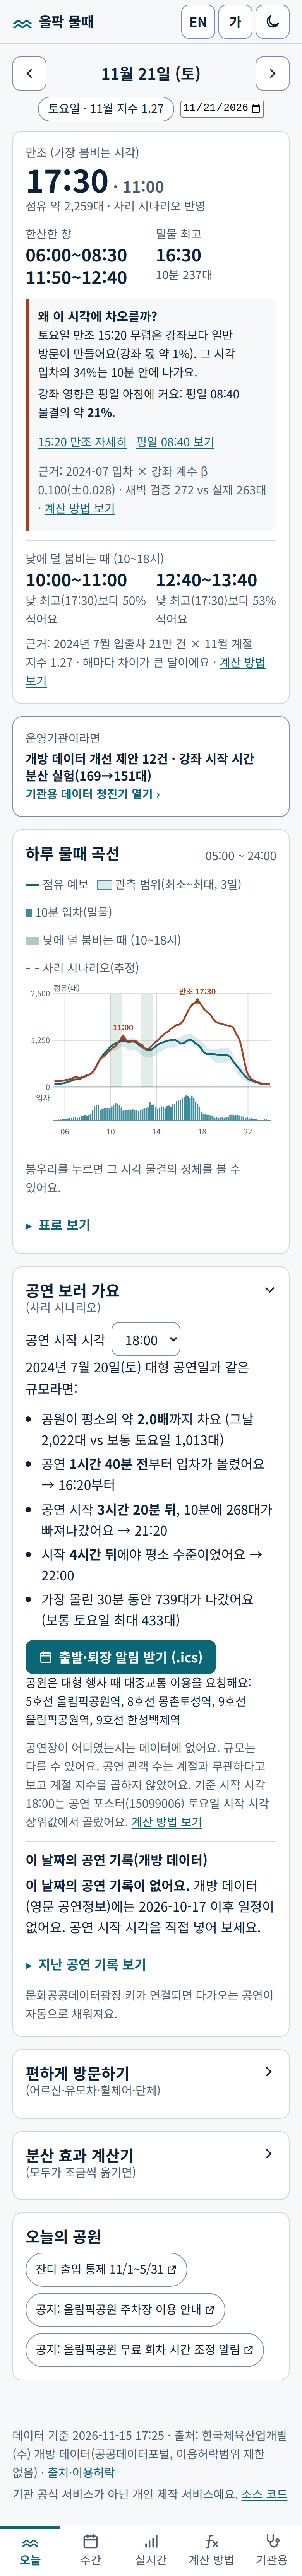 올팍 물때
EN
가
11월 21일 (토)
토요일 · 11월 지수 1.27
11/21/2026
만조 (가장 붐비는 시각)
17:30 · 11:00
점유 약 2,259대 · 사리 시나리오 반영
한산한 창
06:00~08:30
11:50~12:40
밀물 최고
16:30
10분 237대
왜 이 시각에 차오를까?
토요일 만조 15:20 무렵은 강좌보다 일반
방문이 만들어요(강좌 몫 약 1%). 그 시각
입차의 34%는 10분 안에 나가요.
강좌 영향은 평일 아침에 커요: 평일 08:40
물결의 약 21%.
15:20 만조 자세히 평일 08:40 보기
근거: 2024-07 입차 × 강좌 계수 β
0.100(±0.028) · 새벽 검증 272 vs 실제 263대
· 계산 방법 보기
낮에 덜 붐비는 때 (10~18시)
10:00~11:00
낮 최고(17:30)보다 50%
적어요
12:40~13:40
낮 최고(17:30)보다 53%
적어요
근거: 2024년 7월 입출차 21만 건 × 11월 계절
지수 1.27 · 해마다 차이가 큰 달이에요 · 계산 방법
보기
운영기관이라면
개방 데이터 개선 제안 12건 · 강좌 시작 시간
분산 실험(169→151대)
기관용 데이터 청진기 열기 ›
하루 물때 곡선
05:00 ~ 24:00
점유 예보 관측 범위(최소~최대, 3일)
10분 입차(밀물)
낮에 덜 붐비는 때 (10~18시)
사리 시나리오(추정)
점유(대)
2,500
만조 17:30
11:00
1,250
0
입차
06 10 14 18 22
봉우리를 누르면 그 시각 물결의 정체를 볼 수
있어요.
▸ 표로 보기
공연 보러 가요
(사리 시나리오)
공연 시작 시각 18:00
2024년 7월 20일(토) 대형 공연일과 같은
규모라면:
• 공원이 평소의 약 2.0배까지 차요 (그날
2,022대 vs 보통 토요일 1,013대)
• 공연 1시간 40분 전부터 입차가 몰렸어요
→ 16:20부터
• 공연 시작 3시간 20분 뒤, 10분에 268대가
빠져나갔어요 → 21:20
• 시작 4시간 뒤에야 평소 수준이었어요 →
22:00
• 가장 몰린 30분 동안 739대가 나갔어요
(보통 토요일 최대 433대)
출발·퇴장 알림 받기 (.ics)
공원은 대형 행사 때 대중교통 이용을 요청해요:
5호선 올림픽공원역, 8호선 몽촌토성역, 9호선
올림픽공원역, 9호선 한성백제역
공연장이 어디였는지는 데이터에 없어요. 규모는
다를 수 있어요. 공연 관객 수는 계절과 무관하다고
보고 계절 지수를 곱하지 않았어요. 기준 시작 시각
18:00는 공연 포스터(15099006) 토요일 시작 시각
상위값에서 골랐어요. 계산 방법 보기
이 날짜의 공연 기록(개방 데이터)
이 날짜의 공연 기록이 없어요. 개방 데이터
(영문 공연정보)에는 2026-10-17 이후 일정이
없어요. 공연 시작 시각을 직접 넣어 보세요.
▸ 지난 공연 기록 보기
문화공공데이터광장 키가 연결되면 다가오는 공연이
자동으로 채워져요.
편하게 방문하기
(어르신·유모차·휠체어·단체)
분산 효과 계산기
(모두가 조금씩 옮기면)
오늘의 공원
잔디 출입 통제 11/1~5/31
공지: 올림픽공원 주차장 이용 안내
공지: 올림픽공원 무료 회차 시간 조정 알림
데이터 기준 2026-11-15 17:25 · 출처: 한국체육산업개발
(주) 개방 데이터(공공데이터포털, 이용허락범위 제한
없음) · 출처·이용허락
기관 공식 서비스가 아닌 개인 제작 서비스예요. 소스 코드
오늘
주간
실시간
계산 방법
기관용